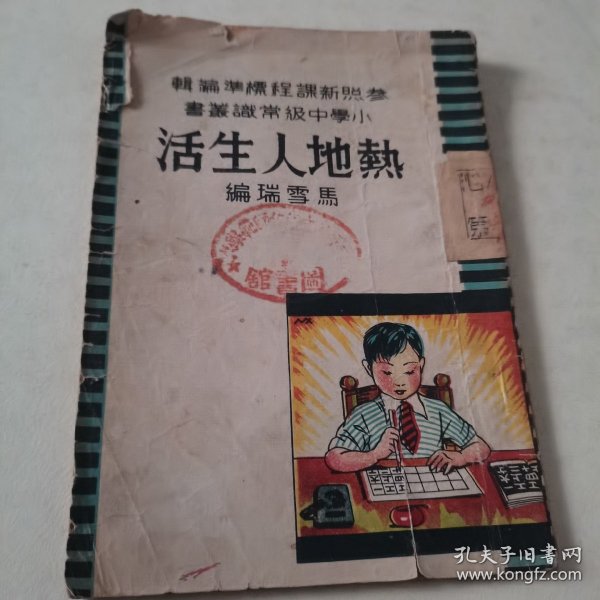 參照新課程標準編輯
小學中級常識叢書
熱地人生活
馬雪瑞編
圖書館
孔夫子旧书网
www.kongfz.com